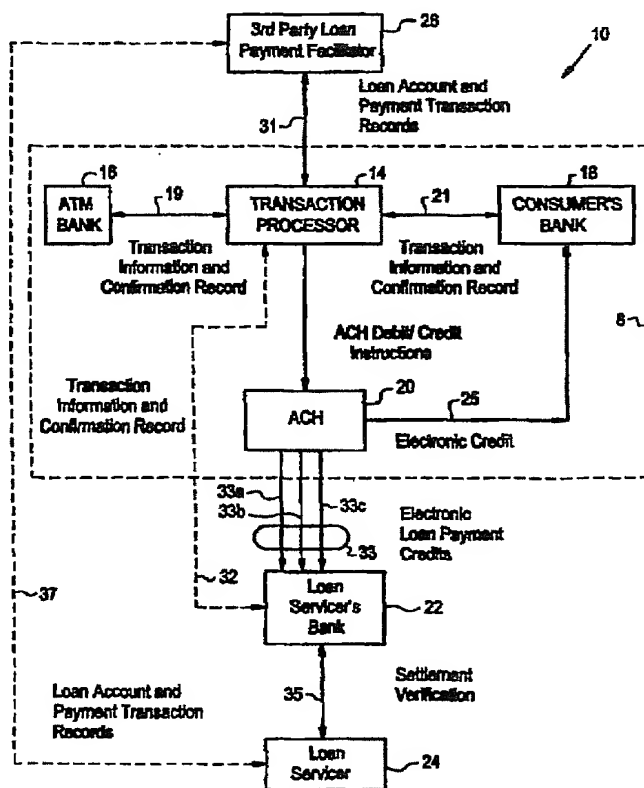 3rd Party Loan
Payment Facilitator
26
10
Loan Account and
Payment Transaction
Records
31
16
14
18
ATM
BANK
19
TRANSACTION
PROCESSOR
21
CONSUMER'S
BANK
Transaction
Information and
Confirmation Record
Transaction
Information and
Confirmation Record
8
ACH Debit/ Credit
Instructions
Transaction
Information and
Confirmation Record
20
ACH
25
Electronic Credit
33a
33b
33c
Electronic
Loan Payment
Credits
33
37
32
Loan
Servicer's
Bank
22
Loan Account and
Payment Transaction
Records
35
Settlement
Verification
Loan
Servicer
24